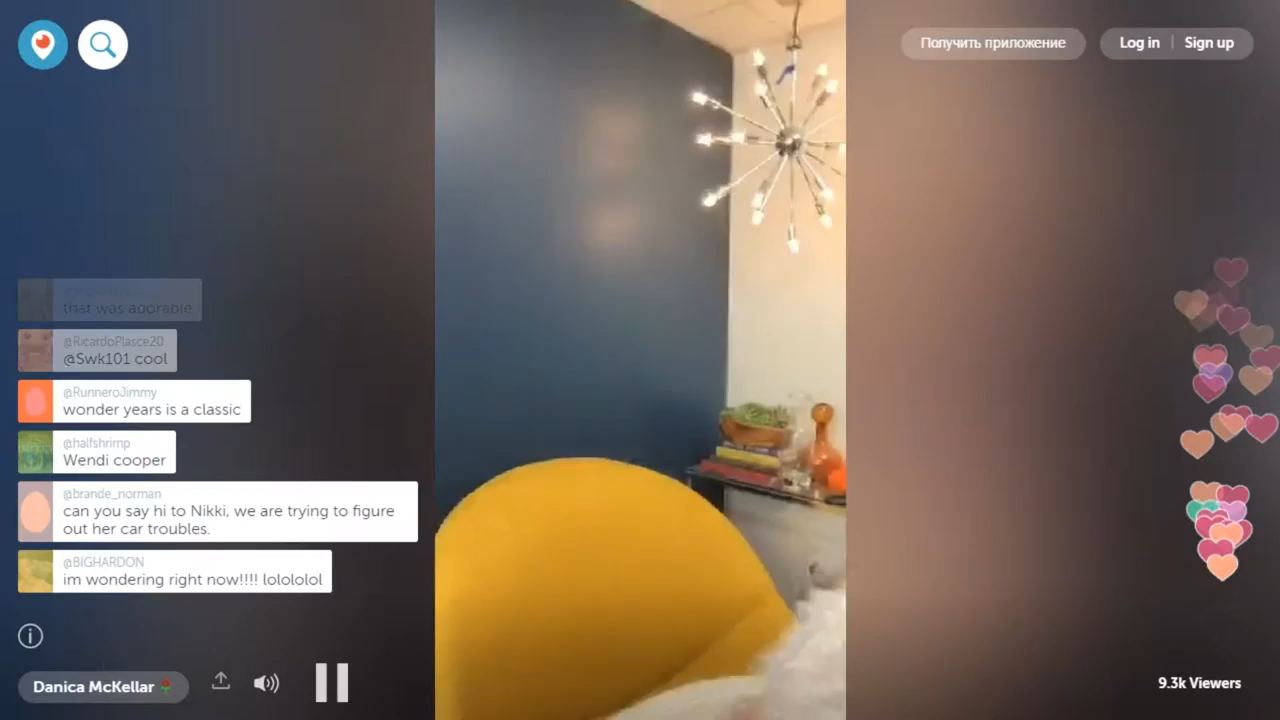 Получить приложение
Log in
Sign up
that was adorable
@RicardoPlasce20
@Swk101 cool
@RunneroJimmy
wonder years is a classic
@halfshrimp
Wendi cooper
@brande_norman
can you say hi to Nikki, we are trying to figure
out her car troubles.
@BIGHARDON
im wondering right now!!!! lolololol
Danica McKellar
9.3k Viewers